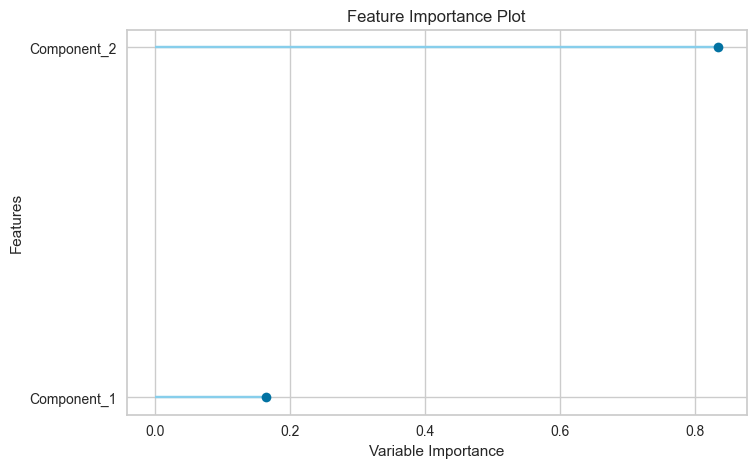 Feature Importance Plot
Component_2
Features
Component_1
0.0 0.2 0.4 0.6 0.8
Variable Importance